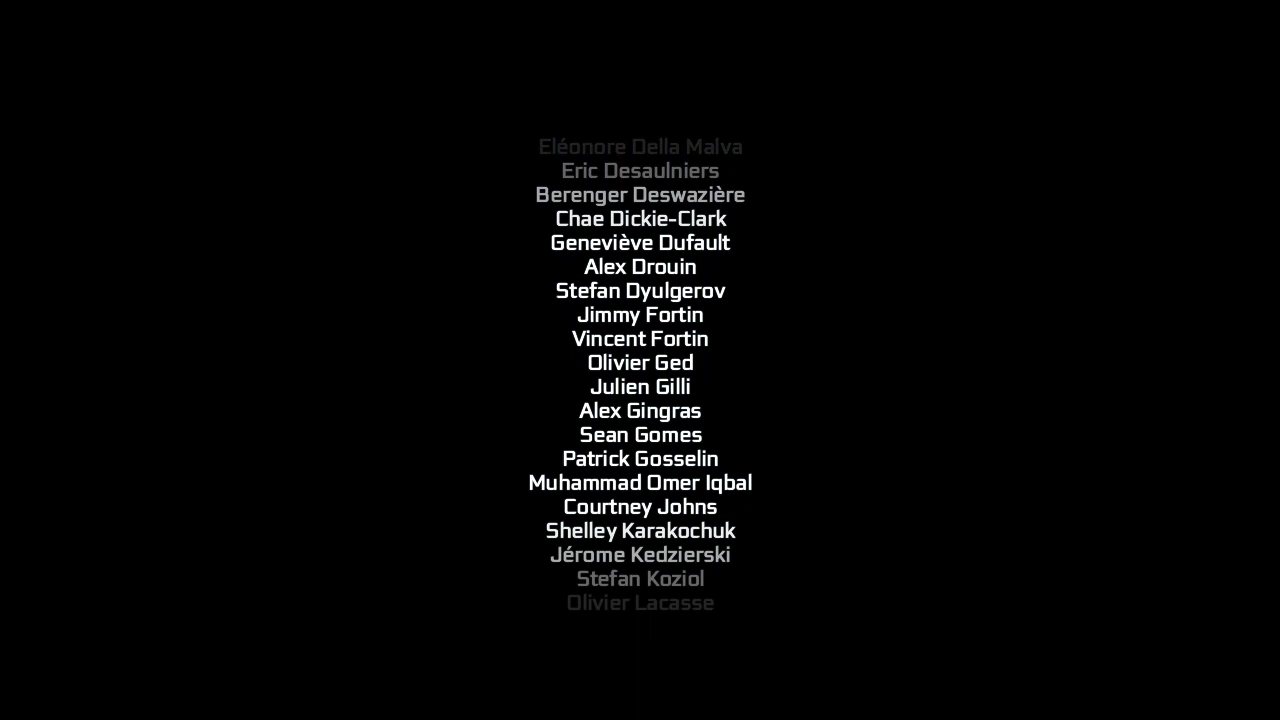 Eléonore Della Malva
Eric Desaulniers
Berenger Deswazière
Chae Dickie-Clark
Geneviève Dufault
Alex Drouin
Stefan Dyulgerov
Jimmy Fortin
Vincent Fortin
Olivier Ged
Julien Gilli
Alex Gingras
Sean Gomes
Patrick Gosselin
Muhammad Omer Iqbal
Courtney Johns
Shelley Karakochuk
Jérome Kedzierski
Stefan Koziol
Olivier Lacasse